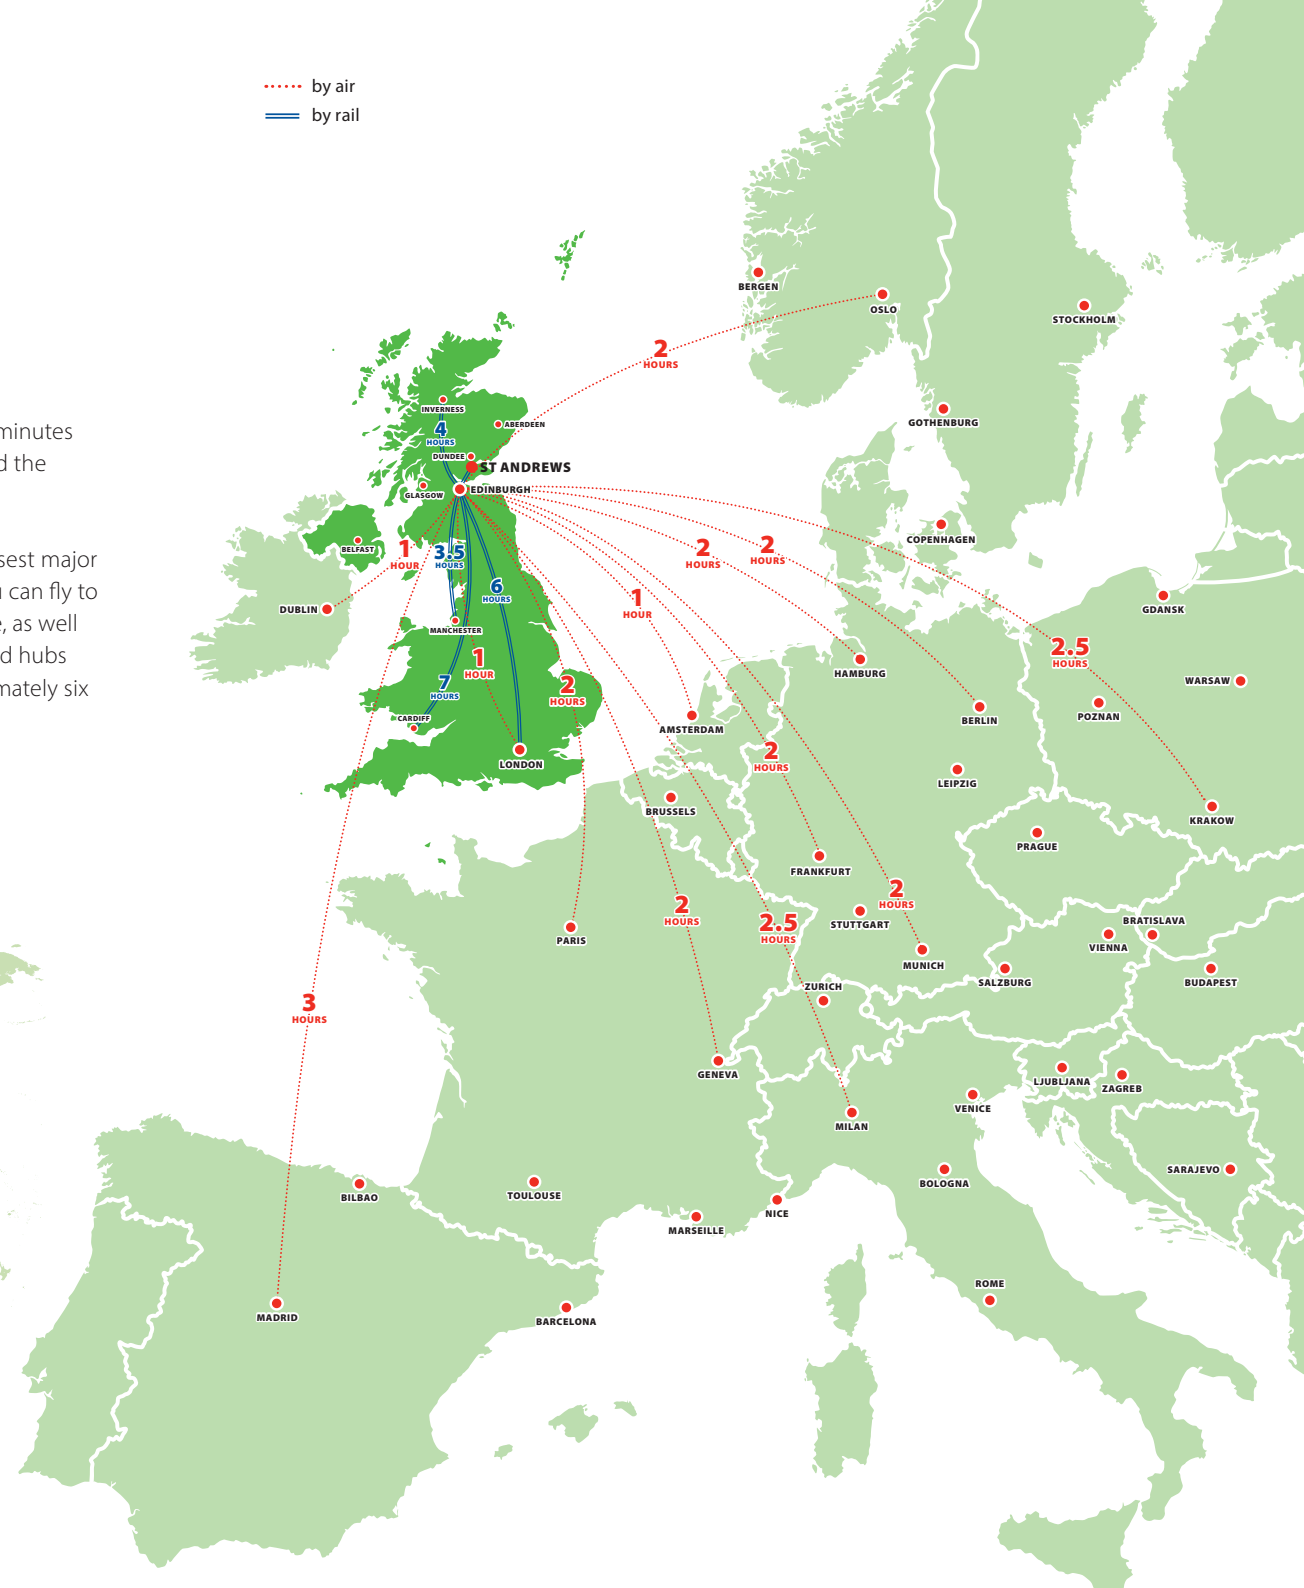 by air
by rail
minutes
d the
sest major
can fly to
, as well
d hubs
mately six
BERGEN
OSLO
STOCKHOLM
2
HOURS
INVERNESS
GOTHENBURG
ABERDEEN
4
HOURS
DUNDEE
ST ANDREWS
GLASGOW
EDINBURGH
COPENHAGEN
BELFAST
1
HOUR
3.5
HOURS
2
HOURS
2
HOURS
6
HOURS
1
HOUR
DUBLIN
GDANSK
MANCHESTER
2.5
HOURS
1
HOUR
HAMBURG
WARSAW
7
HOURS
2
HOURS
CARDIFF
AMSTERDAM
BERLIN
POZNAN
LONDON
2
HOURS
LEIPZIG
BRUSSELS
KRAKOW
PRAGUE
FRANKFURT
2
HOURS
2
HOURS
2.5
HOURS
STUTTGART
BRATISLAVA
PARIS
VIENNA
MUNICH
ZURICH
SALZBURG
BUDAPEST
3
HOURS
GENEVA
LJUBLJANA
ZAGREB
VENICE
MILAN
SARAJEVO
BOLOGNA
BILBAO
TOULOUSE
NICE
MARSEILLE
ROME
MADRID
BARCELONA